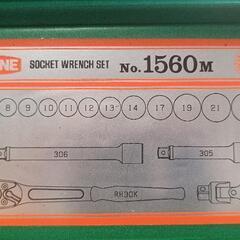 NE SOCKET WRENCH SET No. 1560M
8 9 10 11 12 13 14 17 19 21
306 305
RH30K